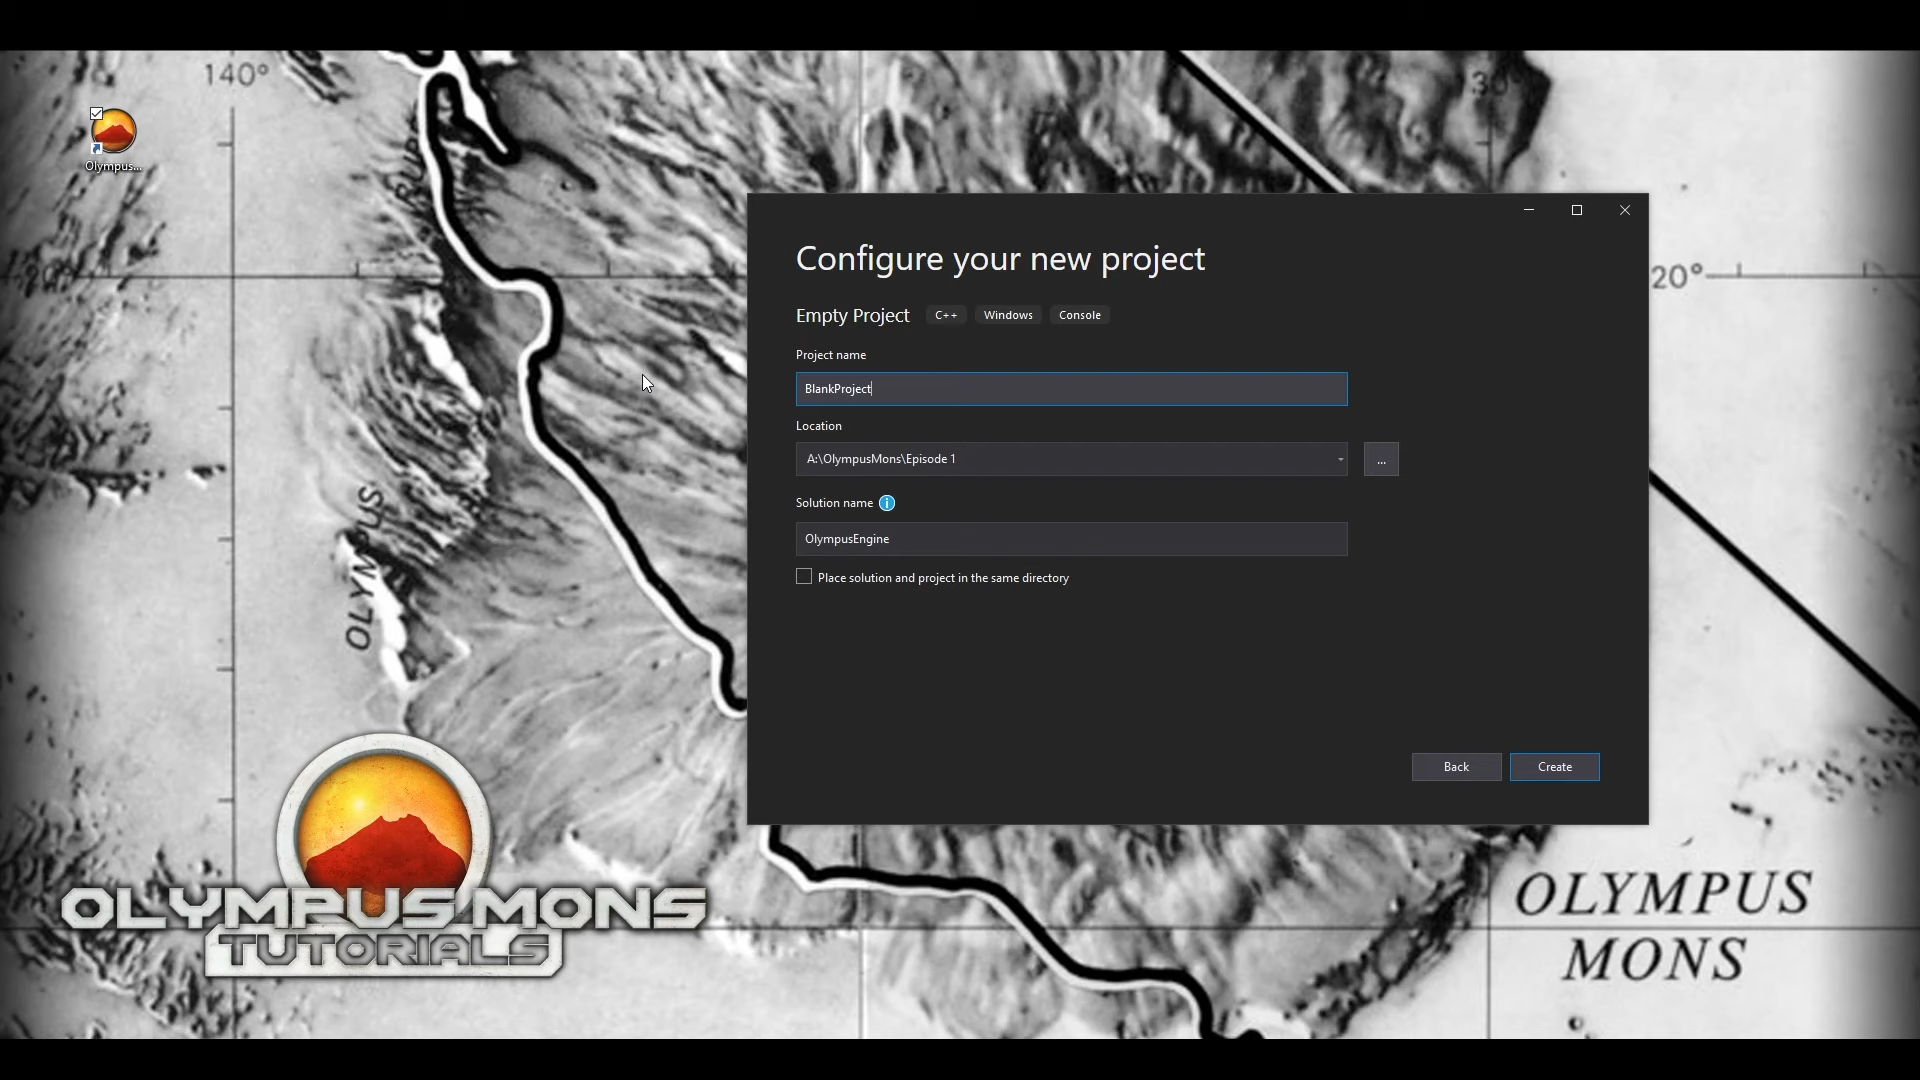 140°
130
Olympus...
Configure your new project
Empty Project C++ Windows Console
Project name
BlankProject
20°
Location
A:\OlympusMons\Episode 1
...
Solution name
OlympusEngine
Place solution and project in the same directory
OLYMPUS
Back Create
OLYMPUS MONS
TUTORIALS
OLYMPUS
MONS